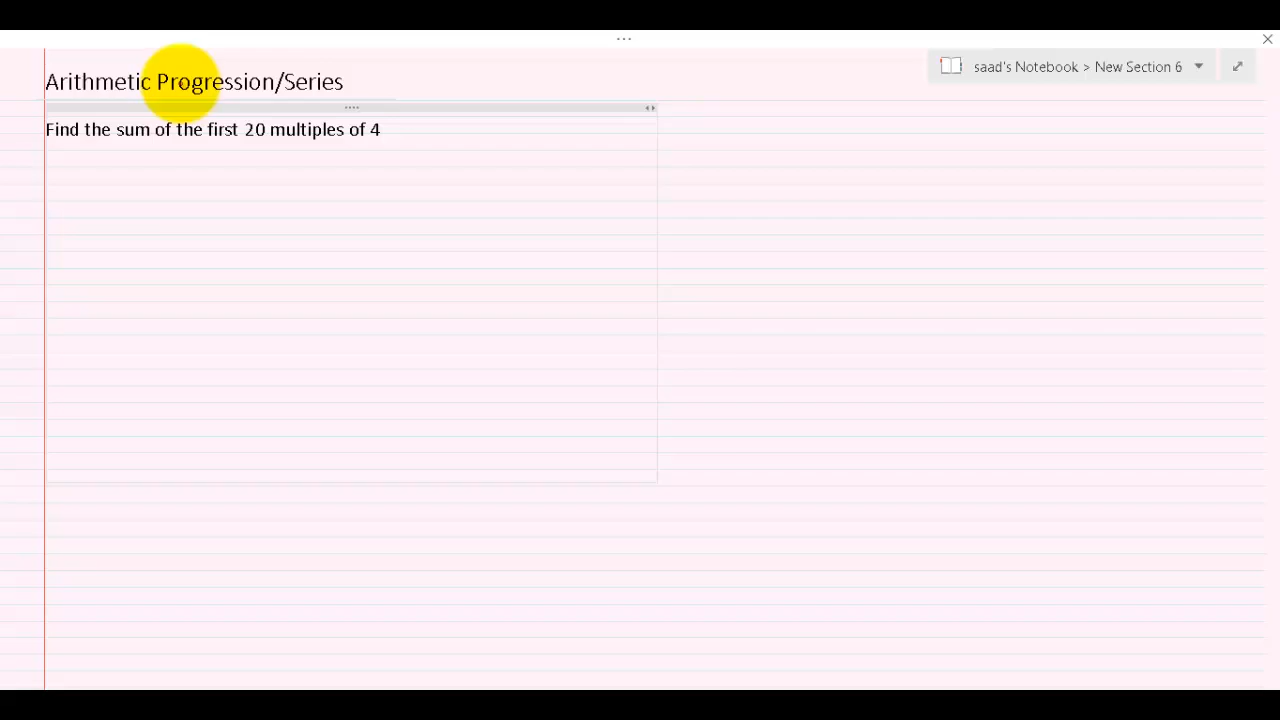 saad's Notebook > New Section 6
Arithmetic Progression/Series
Find the sum of the first 20 multiples of 4